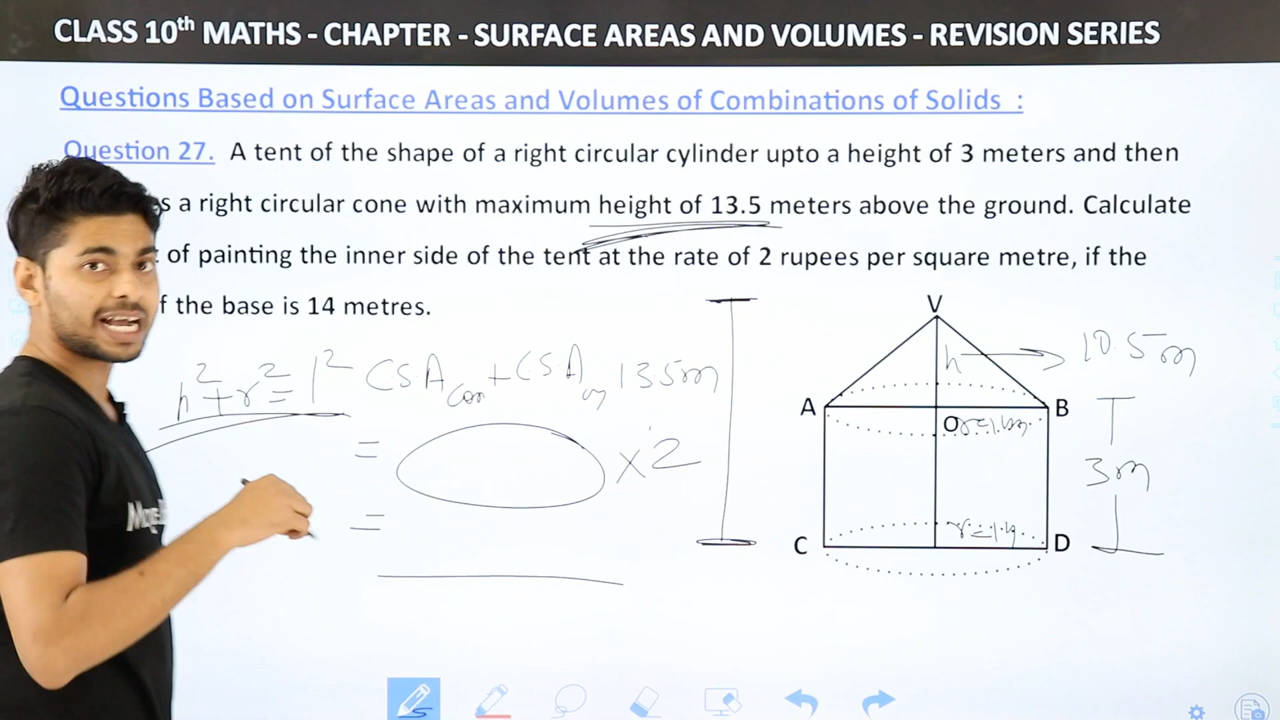 CLASS 10th MATHS - CHAPTER - SURFACE AREAS AND VOLUMES - REVISION SERIES
Questions Based on Surface Areas and Volumes of Combinations of Solids :
Question 27. A tent of the shape of a right circular cylinder upto a height of 3 meters and then
s a right circular cone with maximum height of 13.5 meters above the ground. Calculate
of painting the inner side of the tent at the rate of 2 rupees per square metre, if the
f the base is 14 metres.
V
h
10.5m
h² + r² = l²
CSA con + CSA cy
13.5m
A
O
B
= × 2
3m
=
C
D